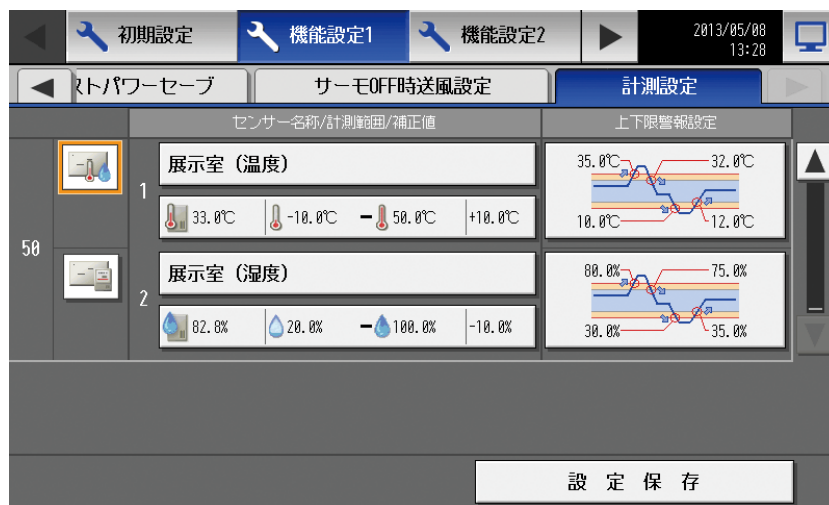 初期設定
機能設定1
機能設定2
2013/05/08
13:28
ストパワーセーブ
サーモOFF時送風設定
計測設定
センサー名称/計測範囲/補正値
上下限警報設定
50
1
展示室（温度）
33.0℃
-10.0℃
50.0℃
+10.0℃
35.0℃
32.0℃
10.0℃
12.0℃
2
展示室（湿度）
82.8%
20.0%
100.0%
-10.0%
80.0%
75.0%
30.0%
35.0%
設定保存